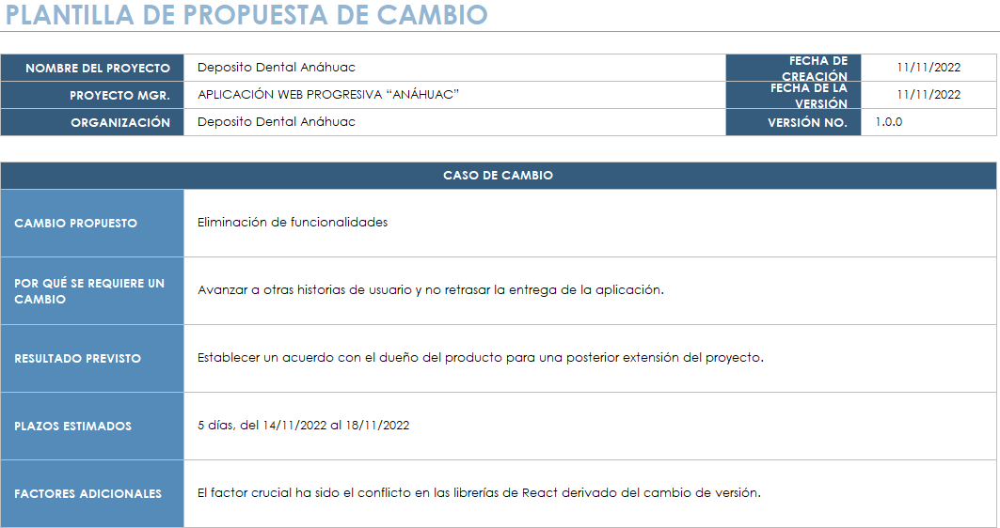 PLANTILLA DE PROPUESTA DE CAMBIO
NOMBRE DEL PROYECTO
Deposito Dental Anáhuac
FECHA DE
CREACIÓN
11/11/2022
PROYECTO MGR.
APLICACIÓN WEB PROGRESIVA “ANÁHUAC”
FECHA DE LA
VERSIÓN
11/11/2022
ORGANIZACIÓN
Deposito Dental Anáhuac
VERSIÓN NO.
1.0.0
CASO DE CAMBIO
CAMBIO PROPUESTO
Eliminación de funcionalidades
POR QUÉ SE REQUIERE UN
CAMBIO
Avanzar a otras historias de usuario y no retrasar la entrega de la aplicación.
RESULTADO PREVISTO
Establecer un acuerdo con el dueño del producto para una posterior extensión del proyecto.
PLAZOS ESTIMADOS
5 días, del 14/11/2022 al 18/11/2022
FACTORES ADICIONALES
El factor crucial ha sido el conflicto en las librerías de React derivado del cambio de versión.